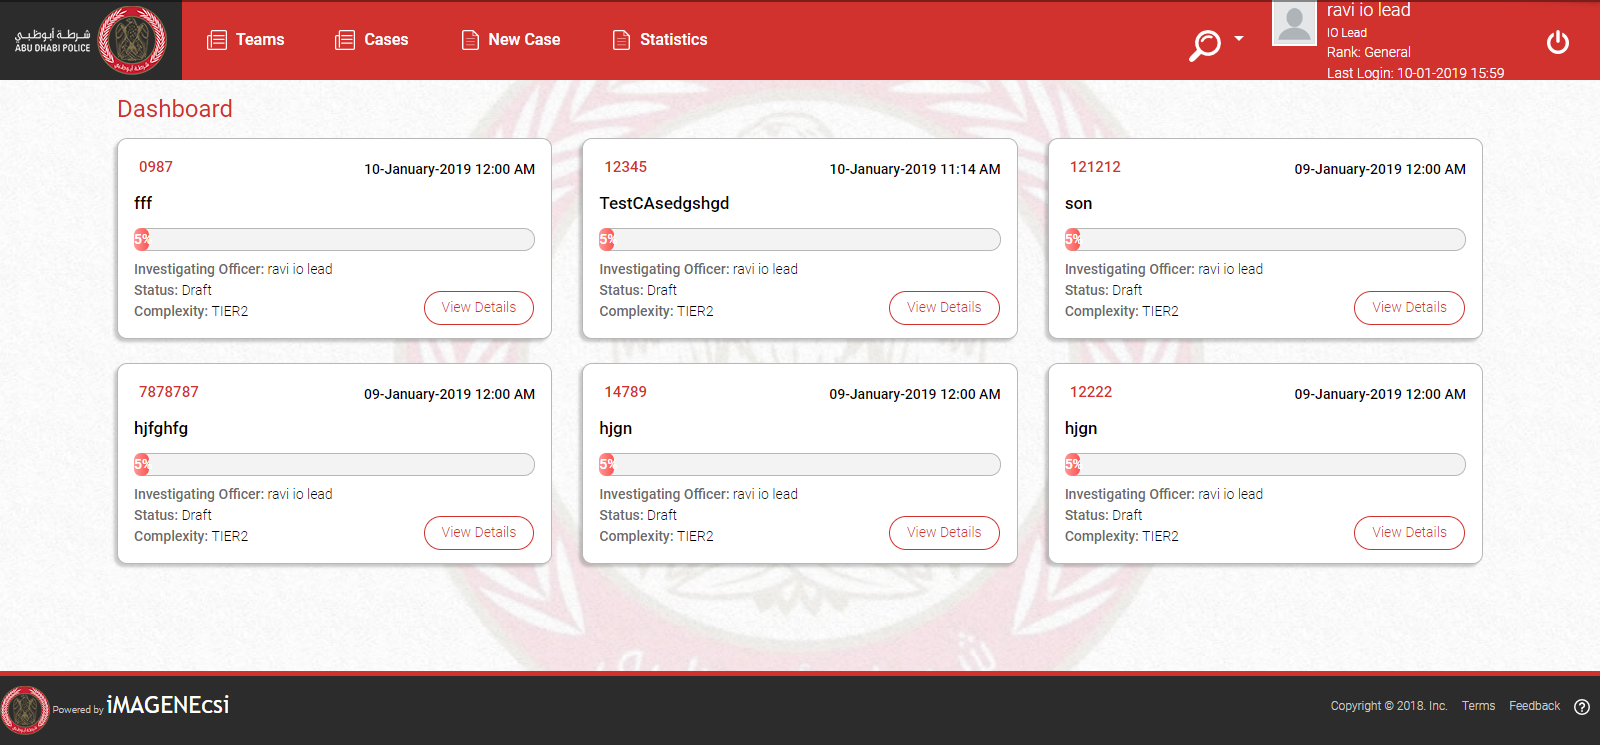 شرطة أبوظبي
ABU DHABI POLICE
Teams
Cases
New Case
Statistics
ravi io lead
IO Lead
Rank: General
Last Login: 10-01-2019 15:59
Dashboard
0987
10-January-2019 12:00 AM
fff
5%
Investigating Officer: ravi io lead
Status: Draft
Complexity: TIER2
View Details
12345
10-January-2019 11:14 AM
TestCAsedgshgd
5%
Investigating Officer: ravi io lead
Status: Draft
Complexity: TIER2
View Details
121212
09-January-2019 12:00 AM
son
5%
Investigating Officer: ravi io lead
Status: Draft
Complexity: TIER2
View Details
7878787
09-January-2019 12:00 AM
hjfghfg
5%
Investigating Officer: ravi io lead
Status: Draft
Complexity: TIER2
View Details
14789
09-January-2019 12:00 AM
hjgn
5%
Investigating Officer: ravi io lead
Status: Draft
Complexity: TIER2
View Details
12222
09-January-2019 12:00 AM
hjgn
5%
Investigating Officer: ravi io lead
Status: Draft
Complexity: TIER2
View Details
Powered by iMAGENEcsi
Copyright © 2018. Inc.
Terms
Feedback